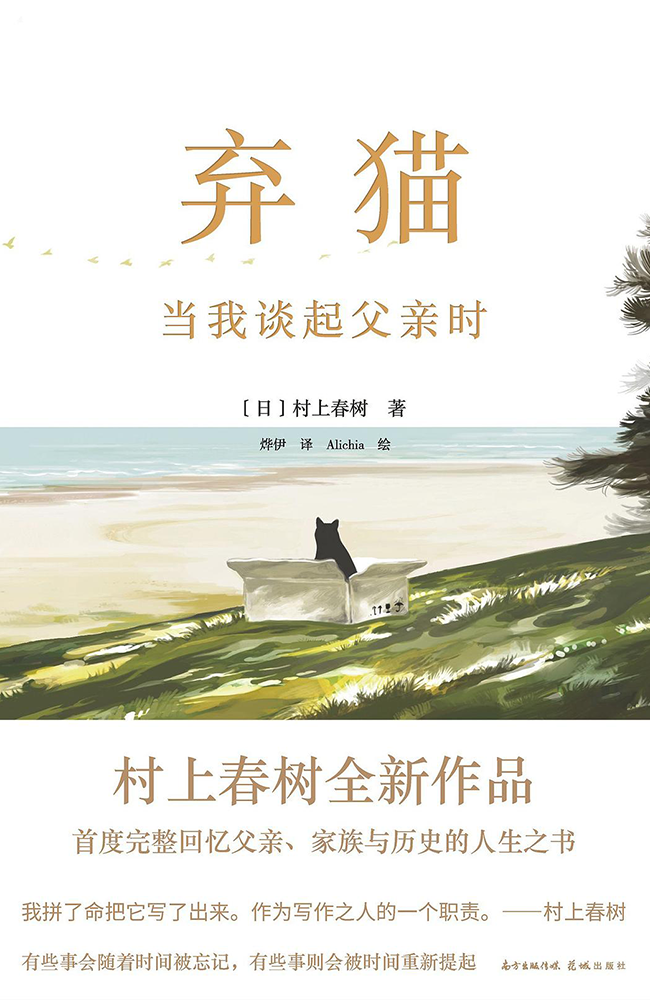 弃猫
当我谈起父亲时
〔日〕村上春树 著
烨伊 译 Alichia 绘
村上春树全新作品
首度完整回忆父亲、家族与历史的人生之书
我拼了命把它写了出来。作为写作之人的一个职责。——村上春树
有些事会随着时间被忘记，有些事则会被时间重新提起 南方出版传媒 花城出版社